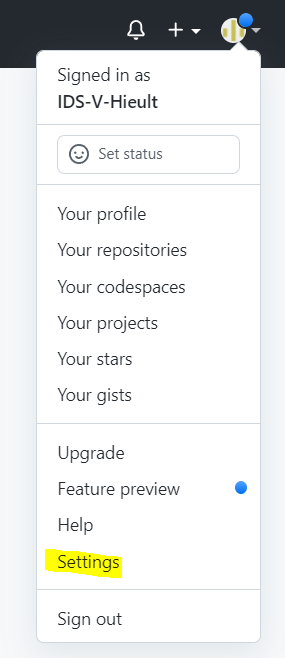 Signed in as
IDS-V-Hieult
Set status
Your profile
Your repositories
Your codespaces
Your projects
Your stars
Your gists
Upgrade
Feature preview
Help
Settings
Sign out